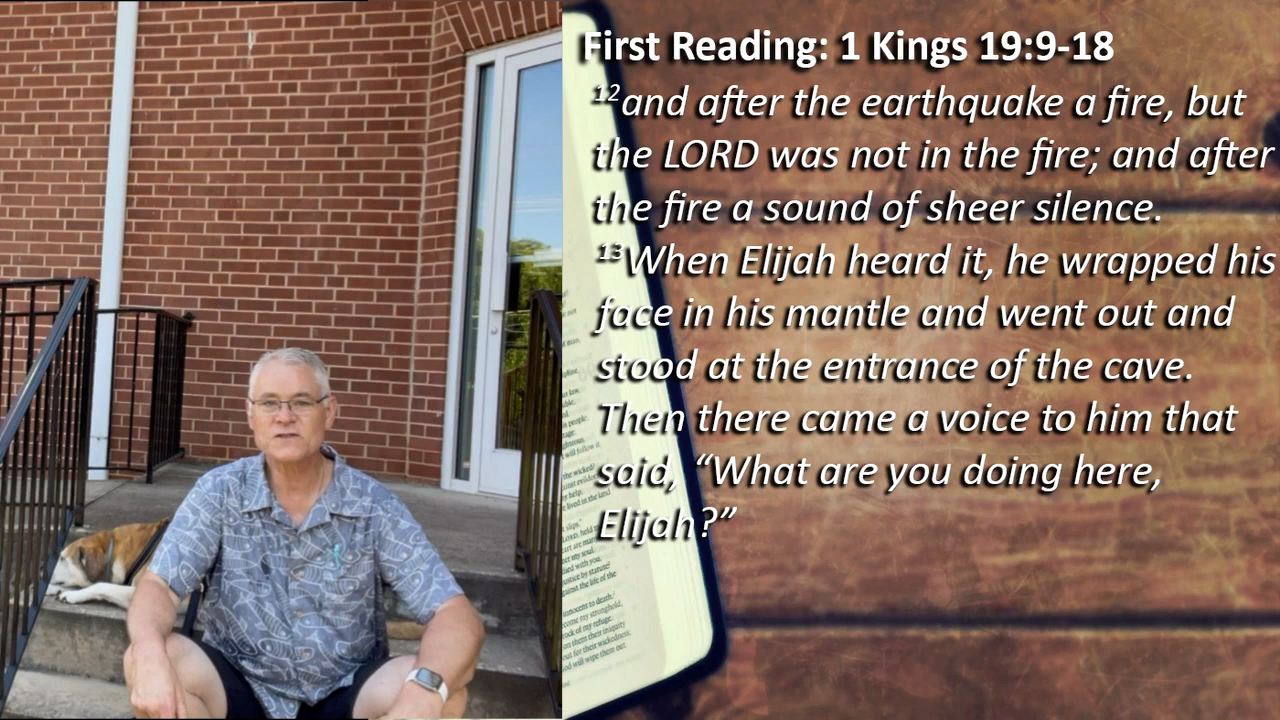 First Reading: 1 Kings 19:9-18
12and after the earthquake a fire, but
the LORD was not in the fire; and after
the fire a sound of sheer silence.
13When Elijah heard it, he wrapped his
face in his mantle and went out and
stood at the entrance of the cave.
Then there came a voice to him that
said, “What are you doing here,
Elijah?”